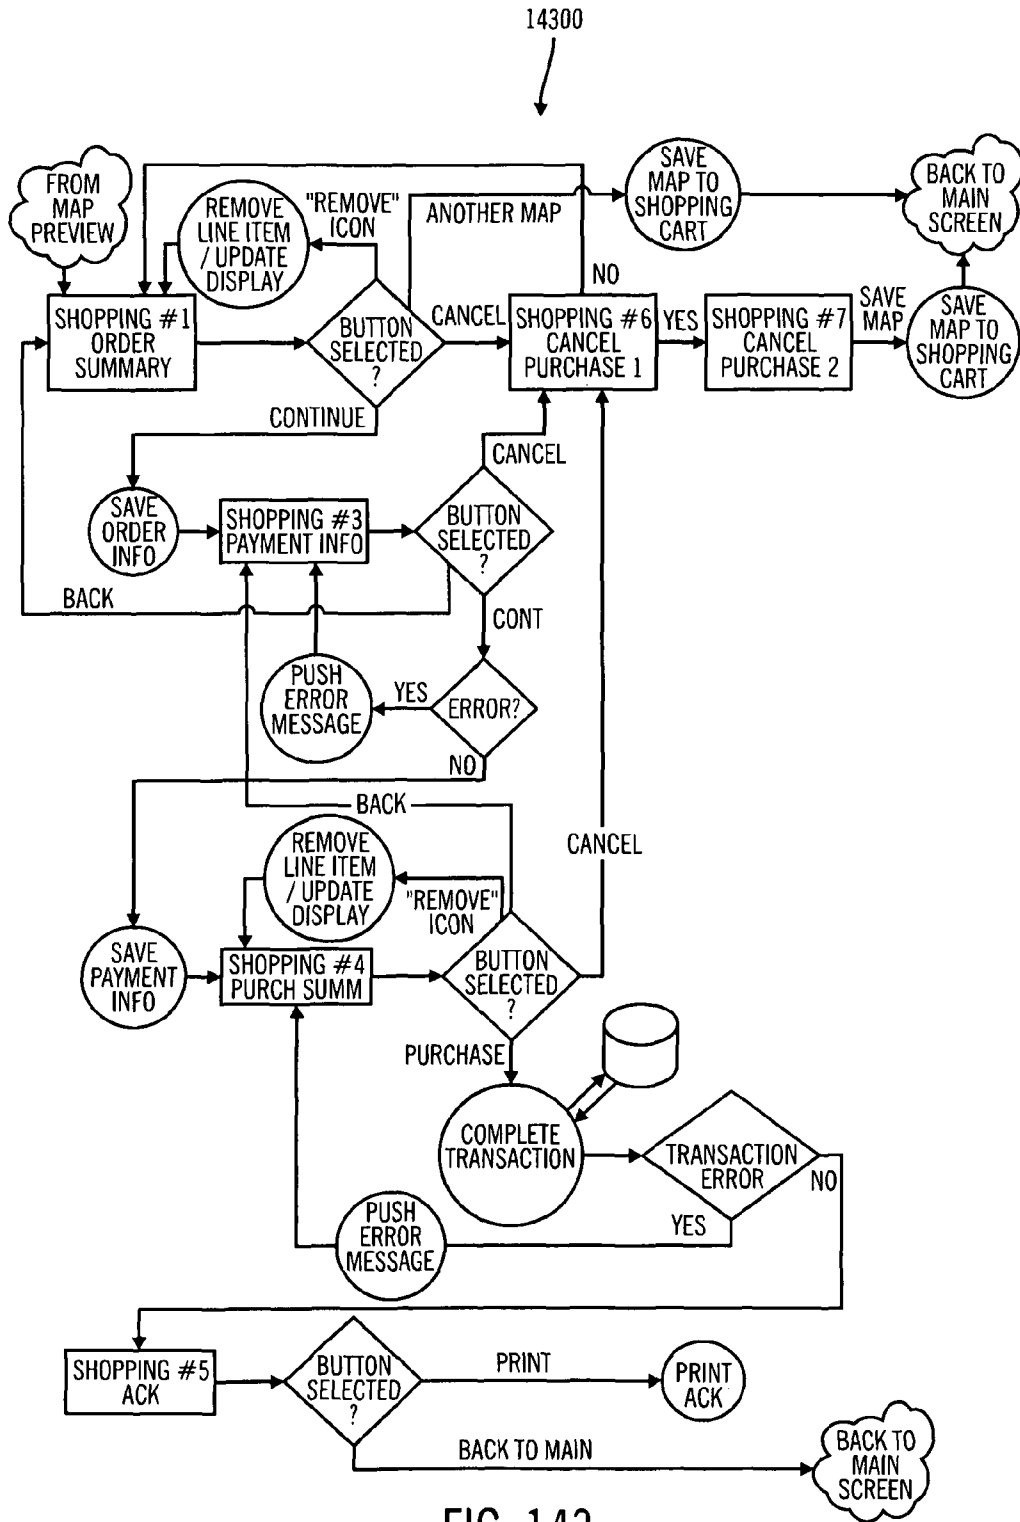 14300
FROM
MAP
PREVIEW
REMOVE
LINE ITEM
/ UPDATE
DISPLAY
"REMOVE"
ICON
ANOTHER MAP
SAVE
MAP TO
SHOPPING
CART
BACK TO
MAIN
SCREEN
SHOPPING #1
ORDER
SUMMARY
BUTTON
SELECTED
?
CANCEL
NO
SHOPPING #6
CANCEL
PURCHASE 1
YES
SHOPPING #7
CANCEL
PURCHASE 2
SAVE
MAP
SAVE
MAP TO
SHOPPING
CART
CONTINUE
CANCEL
SAVE
ORDER
INFO
SHOPPING #3
PAYMENT INFO
BUTTON
SELECTED
?
BACK
CONT
PUSH
ERROR
MESSAGE
YES
ERROR?
NO
BACK
REMOVE
LINE ITEM
/ UPDATE
DISPLAY
"REMOVE"
ICON
CANCEL
SAVE
PAYMENT
INFO
SHOPPING #4
PURCH SUMM
BUTTON
SELECTED
?
PURCHASE
COMPLETE
TRANSACTION
TRANSACTION
ERROR
NO
YES
PUSH
ERROR
MESSAGE
SHOPPING #5
ACK
BUTTON
SELECTED
?
PRINT
PRINT
ACK
BACK TO MAIN
BACK TO
MAIN
SCREEN